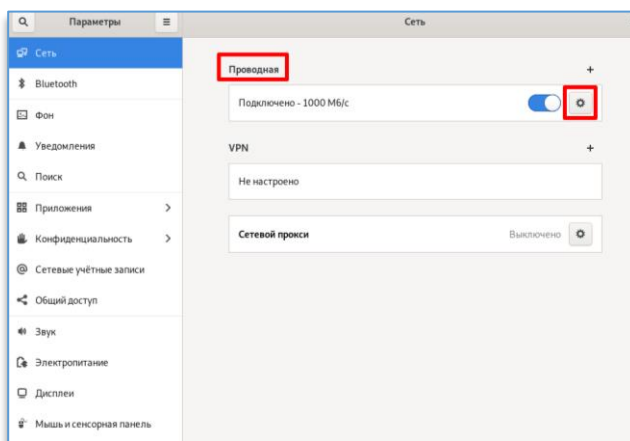 Параметры
Сеть
Сеть
Bluetooth
Фон
Уведомления
Поиск
Приложения
Конфиденциальность
Сетевые учётные записи
Общий доступ
Звук
Электропитание
Дисплеи
Мышь и сенсорная панель
Проводная
Подключено - 1000 Мб/с
VPN
Не настроено
Сетевой прокси
Выключено